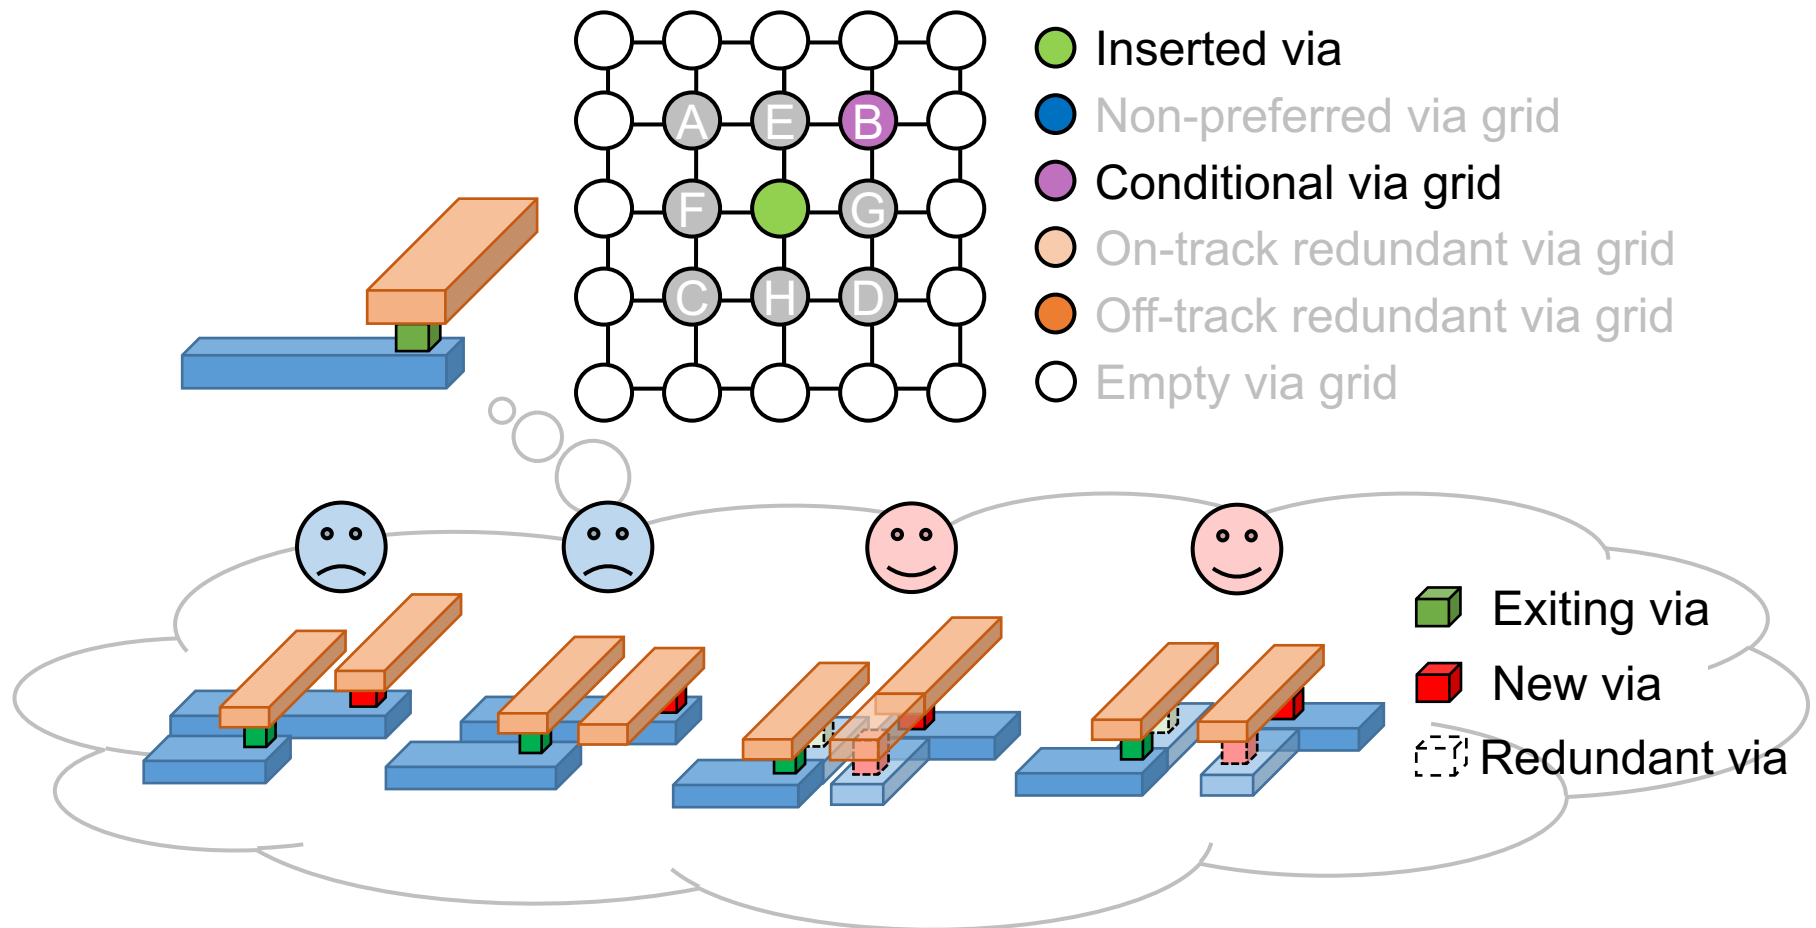 Inserted via
A E B
Non-preferred via grid
Conditional via grid
F G
On-track redundant via grid
C H D
Off-track redundant via grid
Empty via grid
Exiting via
New via
Redundant via